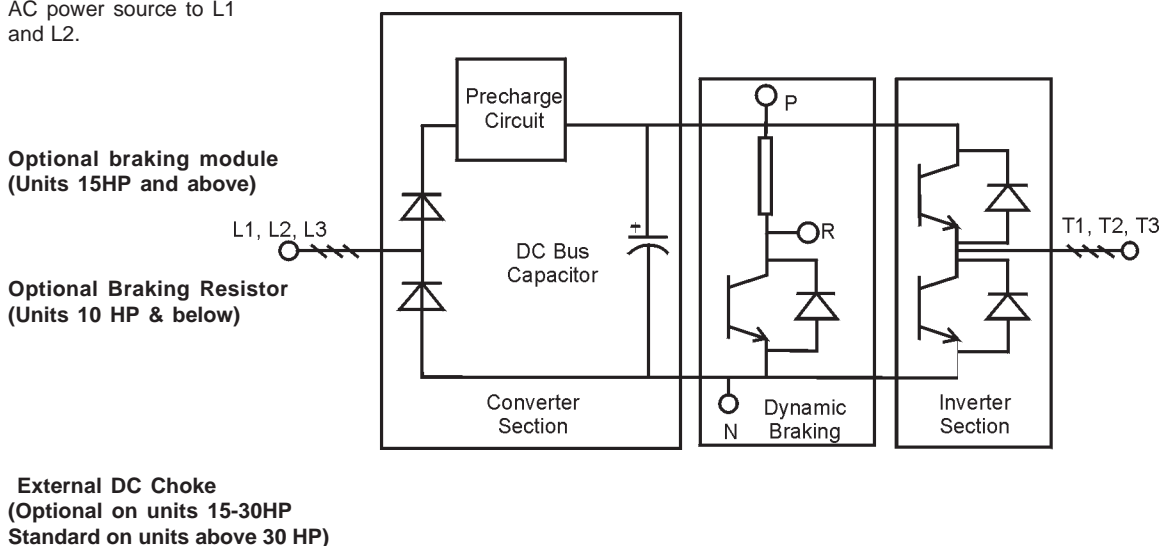 AC power source to L1
and L2.
Optional braking module
(Units 15HP and above)
L1, L2, L3
Optional Braking Resistor
(Units 10 HP & below)
Precharge
Circuit
+
DC Bus
Capacitor
Converter
Section
P
R
N
Dynamic
Braking
Inverter
Section
T1, T2, T3
External DC Choke
(Optional on units 15-30HP
Standard on units above 30 HP)